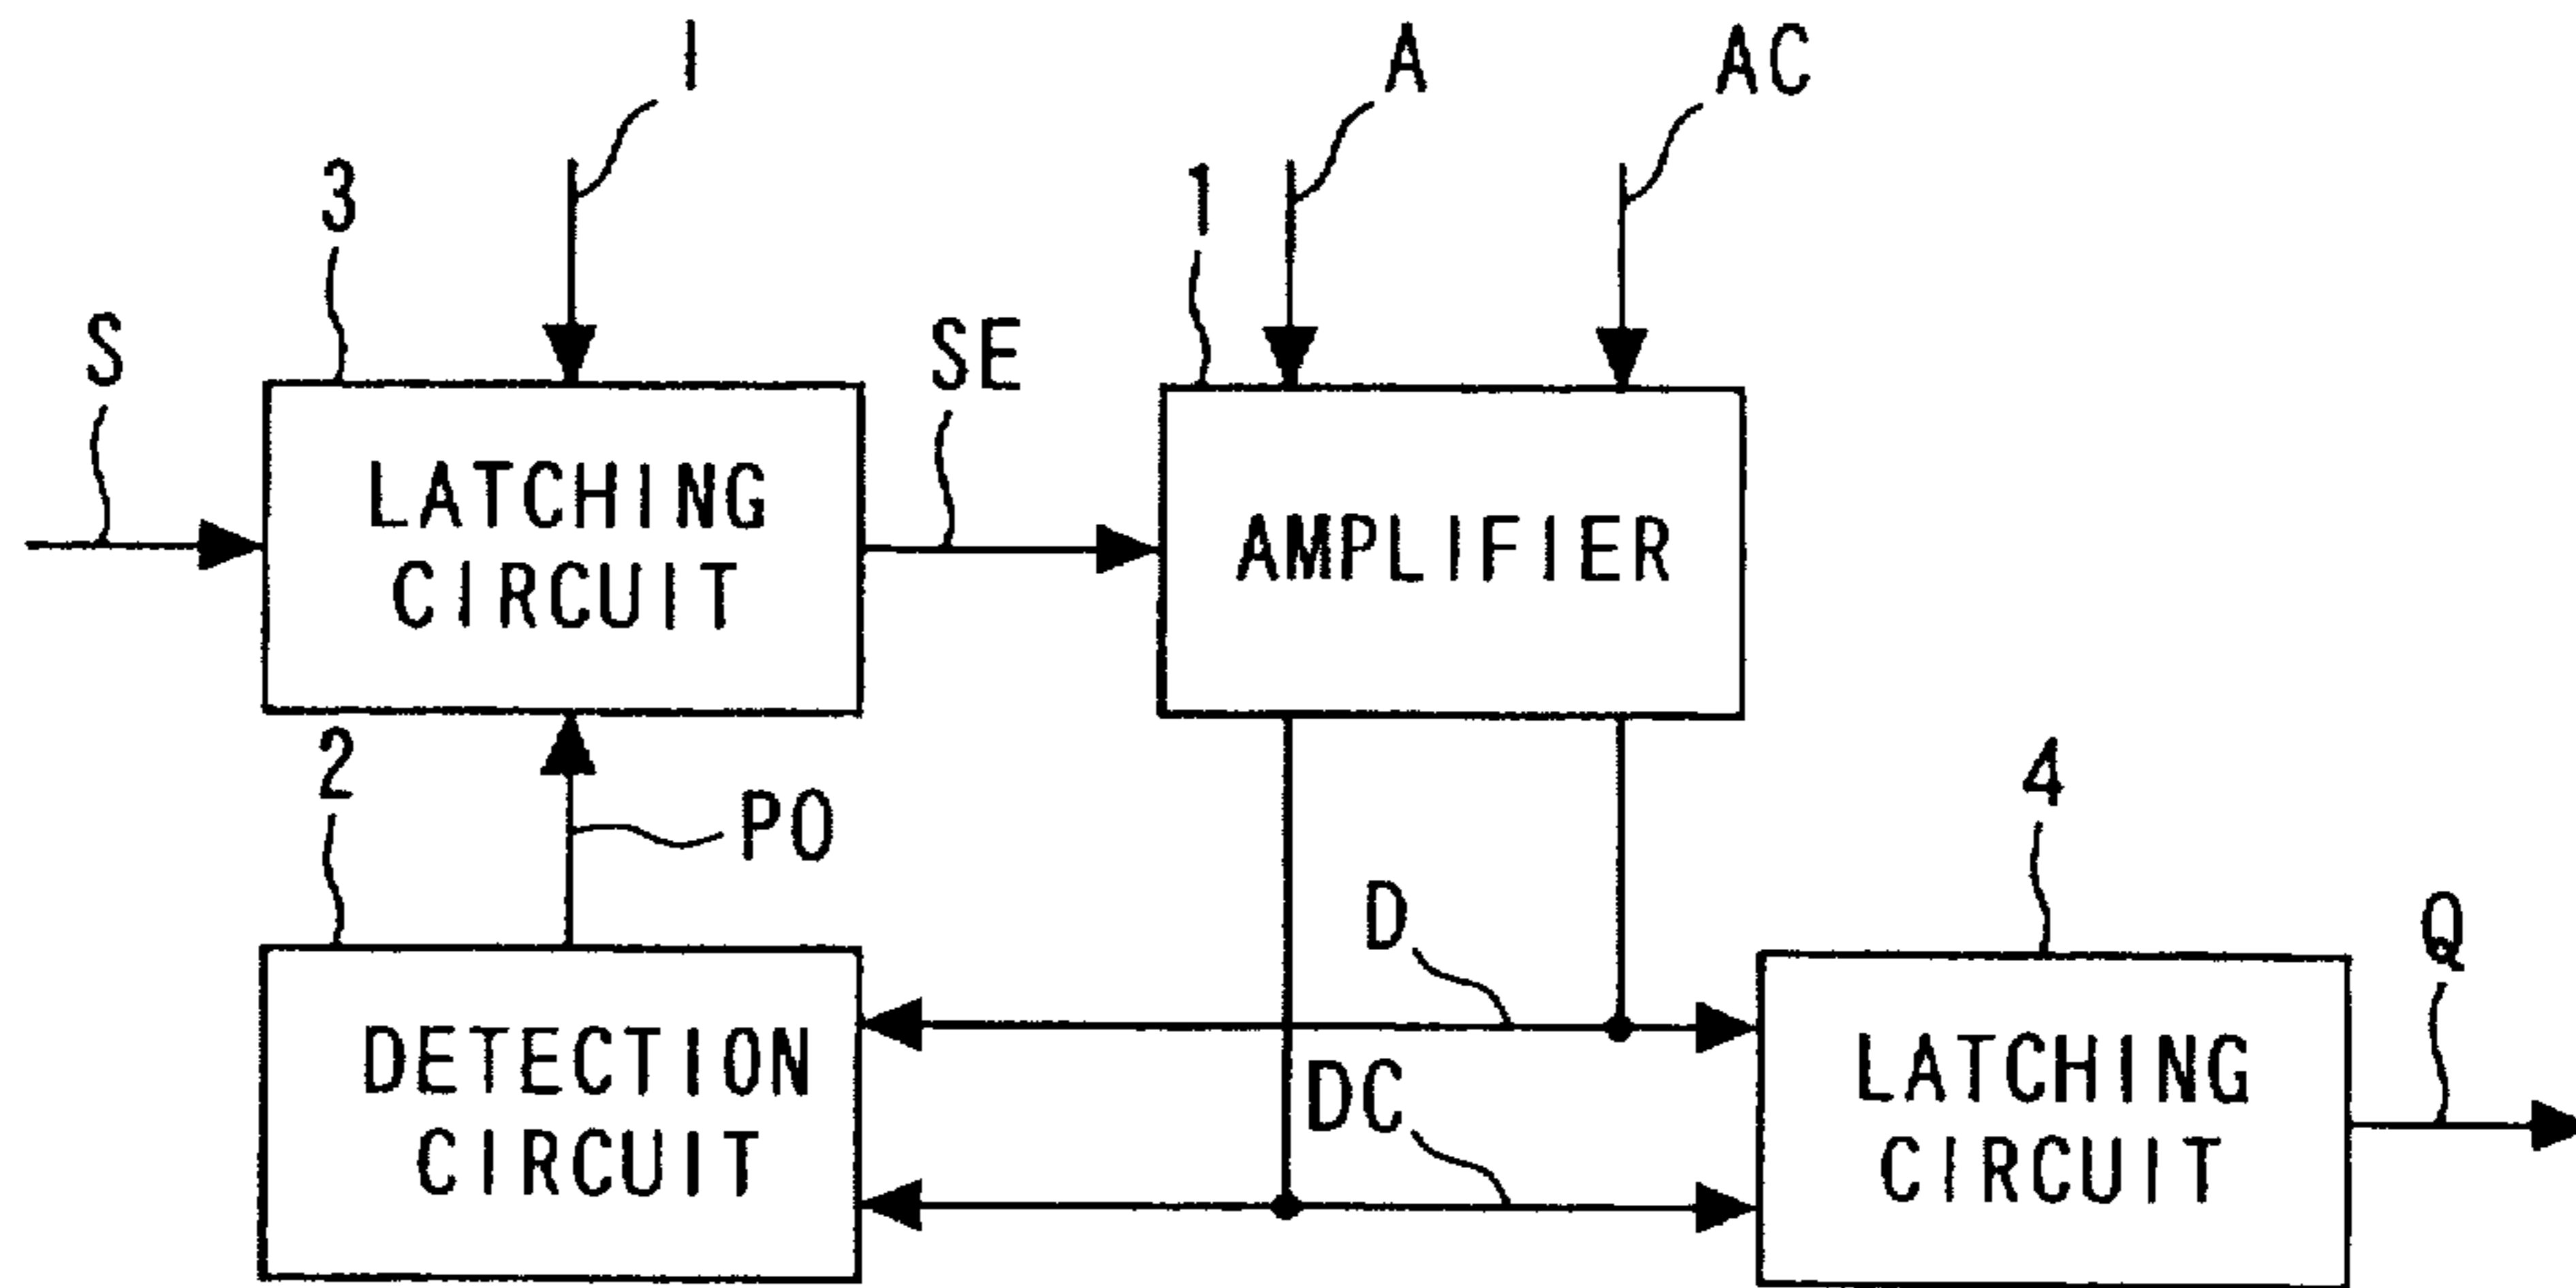 I
A
AC
3
1
S
SE
LATCHING
CIRCUIT
AMPLIFIER
2
PO
4
D
Q
DETECTION
CIRCUIT
DC
LATCHING
CIRCUIT